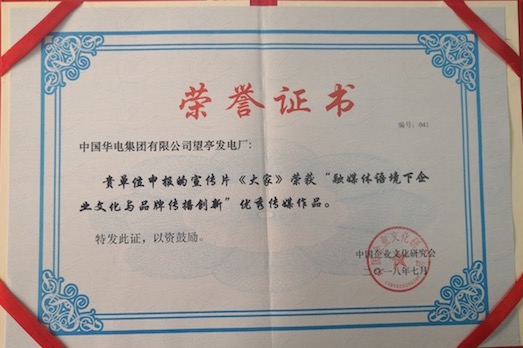 荣誉证书
编号：041
中国华电集团有限公司望亭发电厂：
贵单位申报的宣传片《大家》荣获“融媒体语境下企
业文化与品牌传播创新”优秀传媒作品。
特发此证，以资鼓励。
中国企业文化研究会
二〇一八年七月